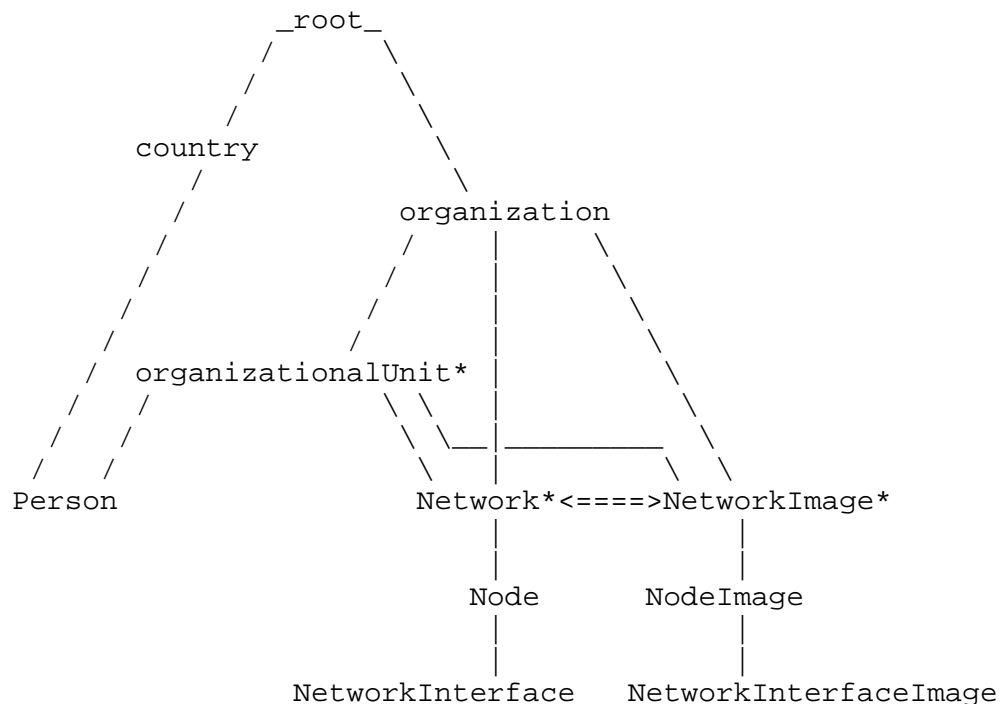 _root_
country
organization
organizationalUnit*
Person Network*<====>NetworkImage*
Node NodeImage
NetworkInterface NetworkInterfaceImage